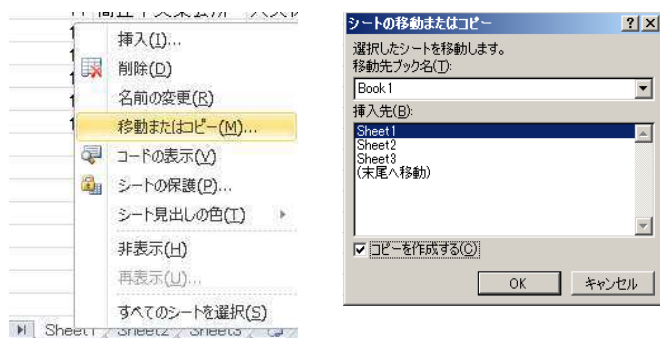 挿入(I)...
削除(D)
名前の変更(R)
移動またはコピー(M)...
コードの表示(V)
シートの保護(P)...
シート見出しの色(T)
非表示(H)
再表示(U)...
すべてのシートを選択(S)
Sheet1 Sheet2 Sheet3
シートの移動またはコピー
選択したシートを移動します。
移動先ブック名(T):
Book1
挿入先(B):
Sheet1
Sheet2
Sheet3
(末尾へ移動)
コピーを作成する(C)
OK キャンセル